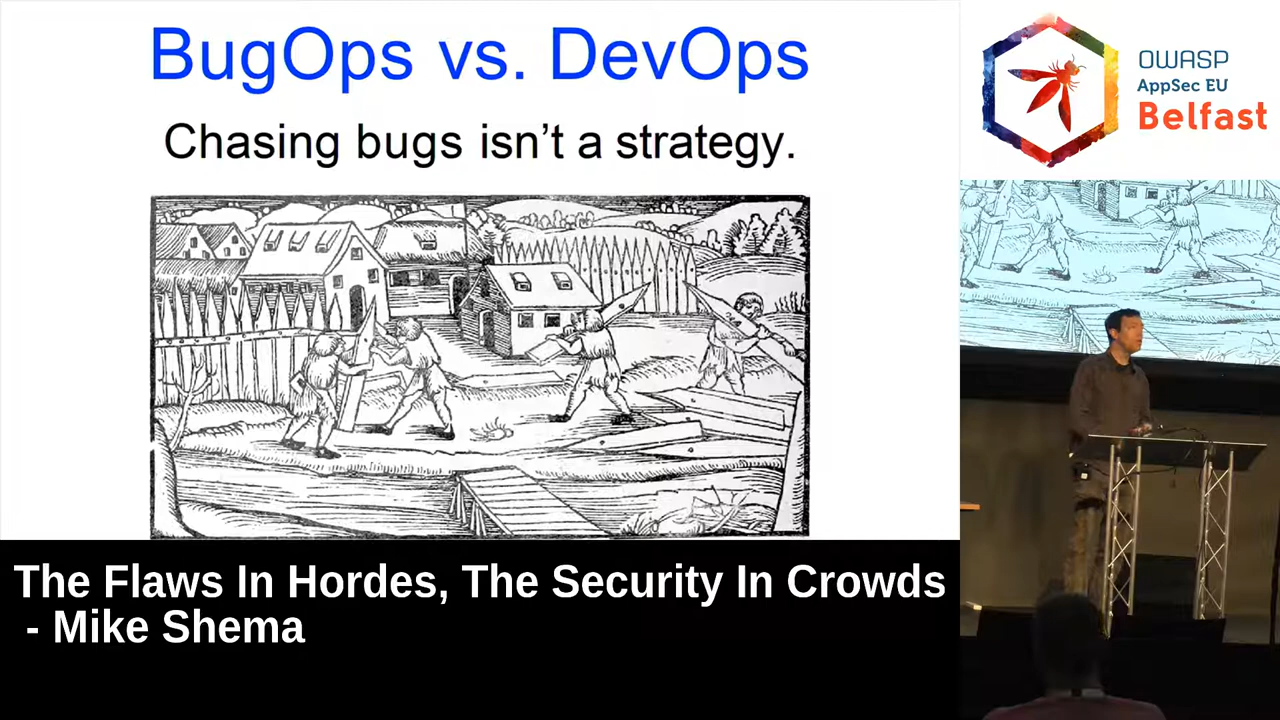 BugOps vs. DevOps
Chasing bugs isn’t a strategy.
OWASP
AppSec EU
Belfast
The Flaws In Hordes, The Security In Crowds
- Mike Shema